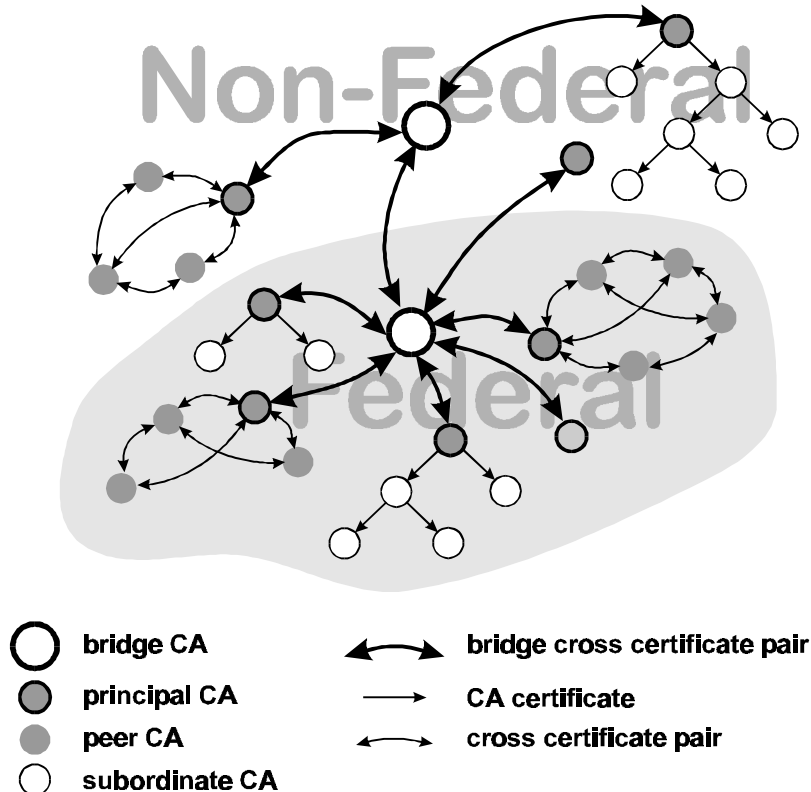 Non-Federal
Federal
bridge CA
bridge cross certificate pair
principal CA
CA certificate
peer CA
cross certificate pair
subordinate CA